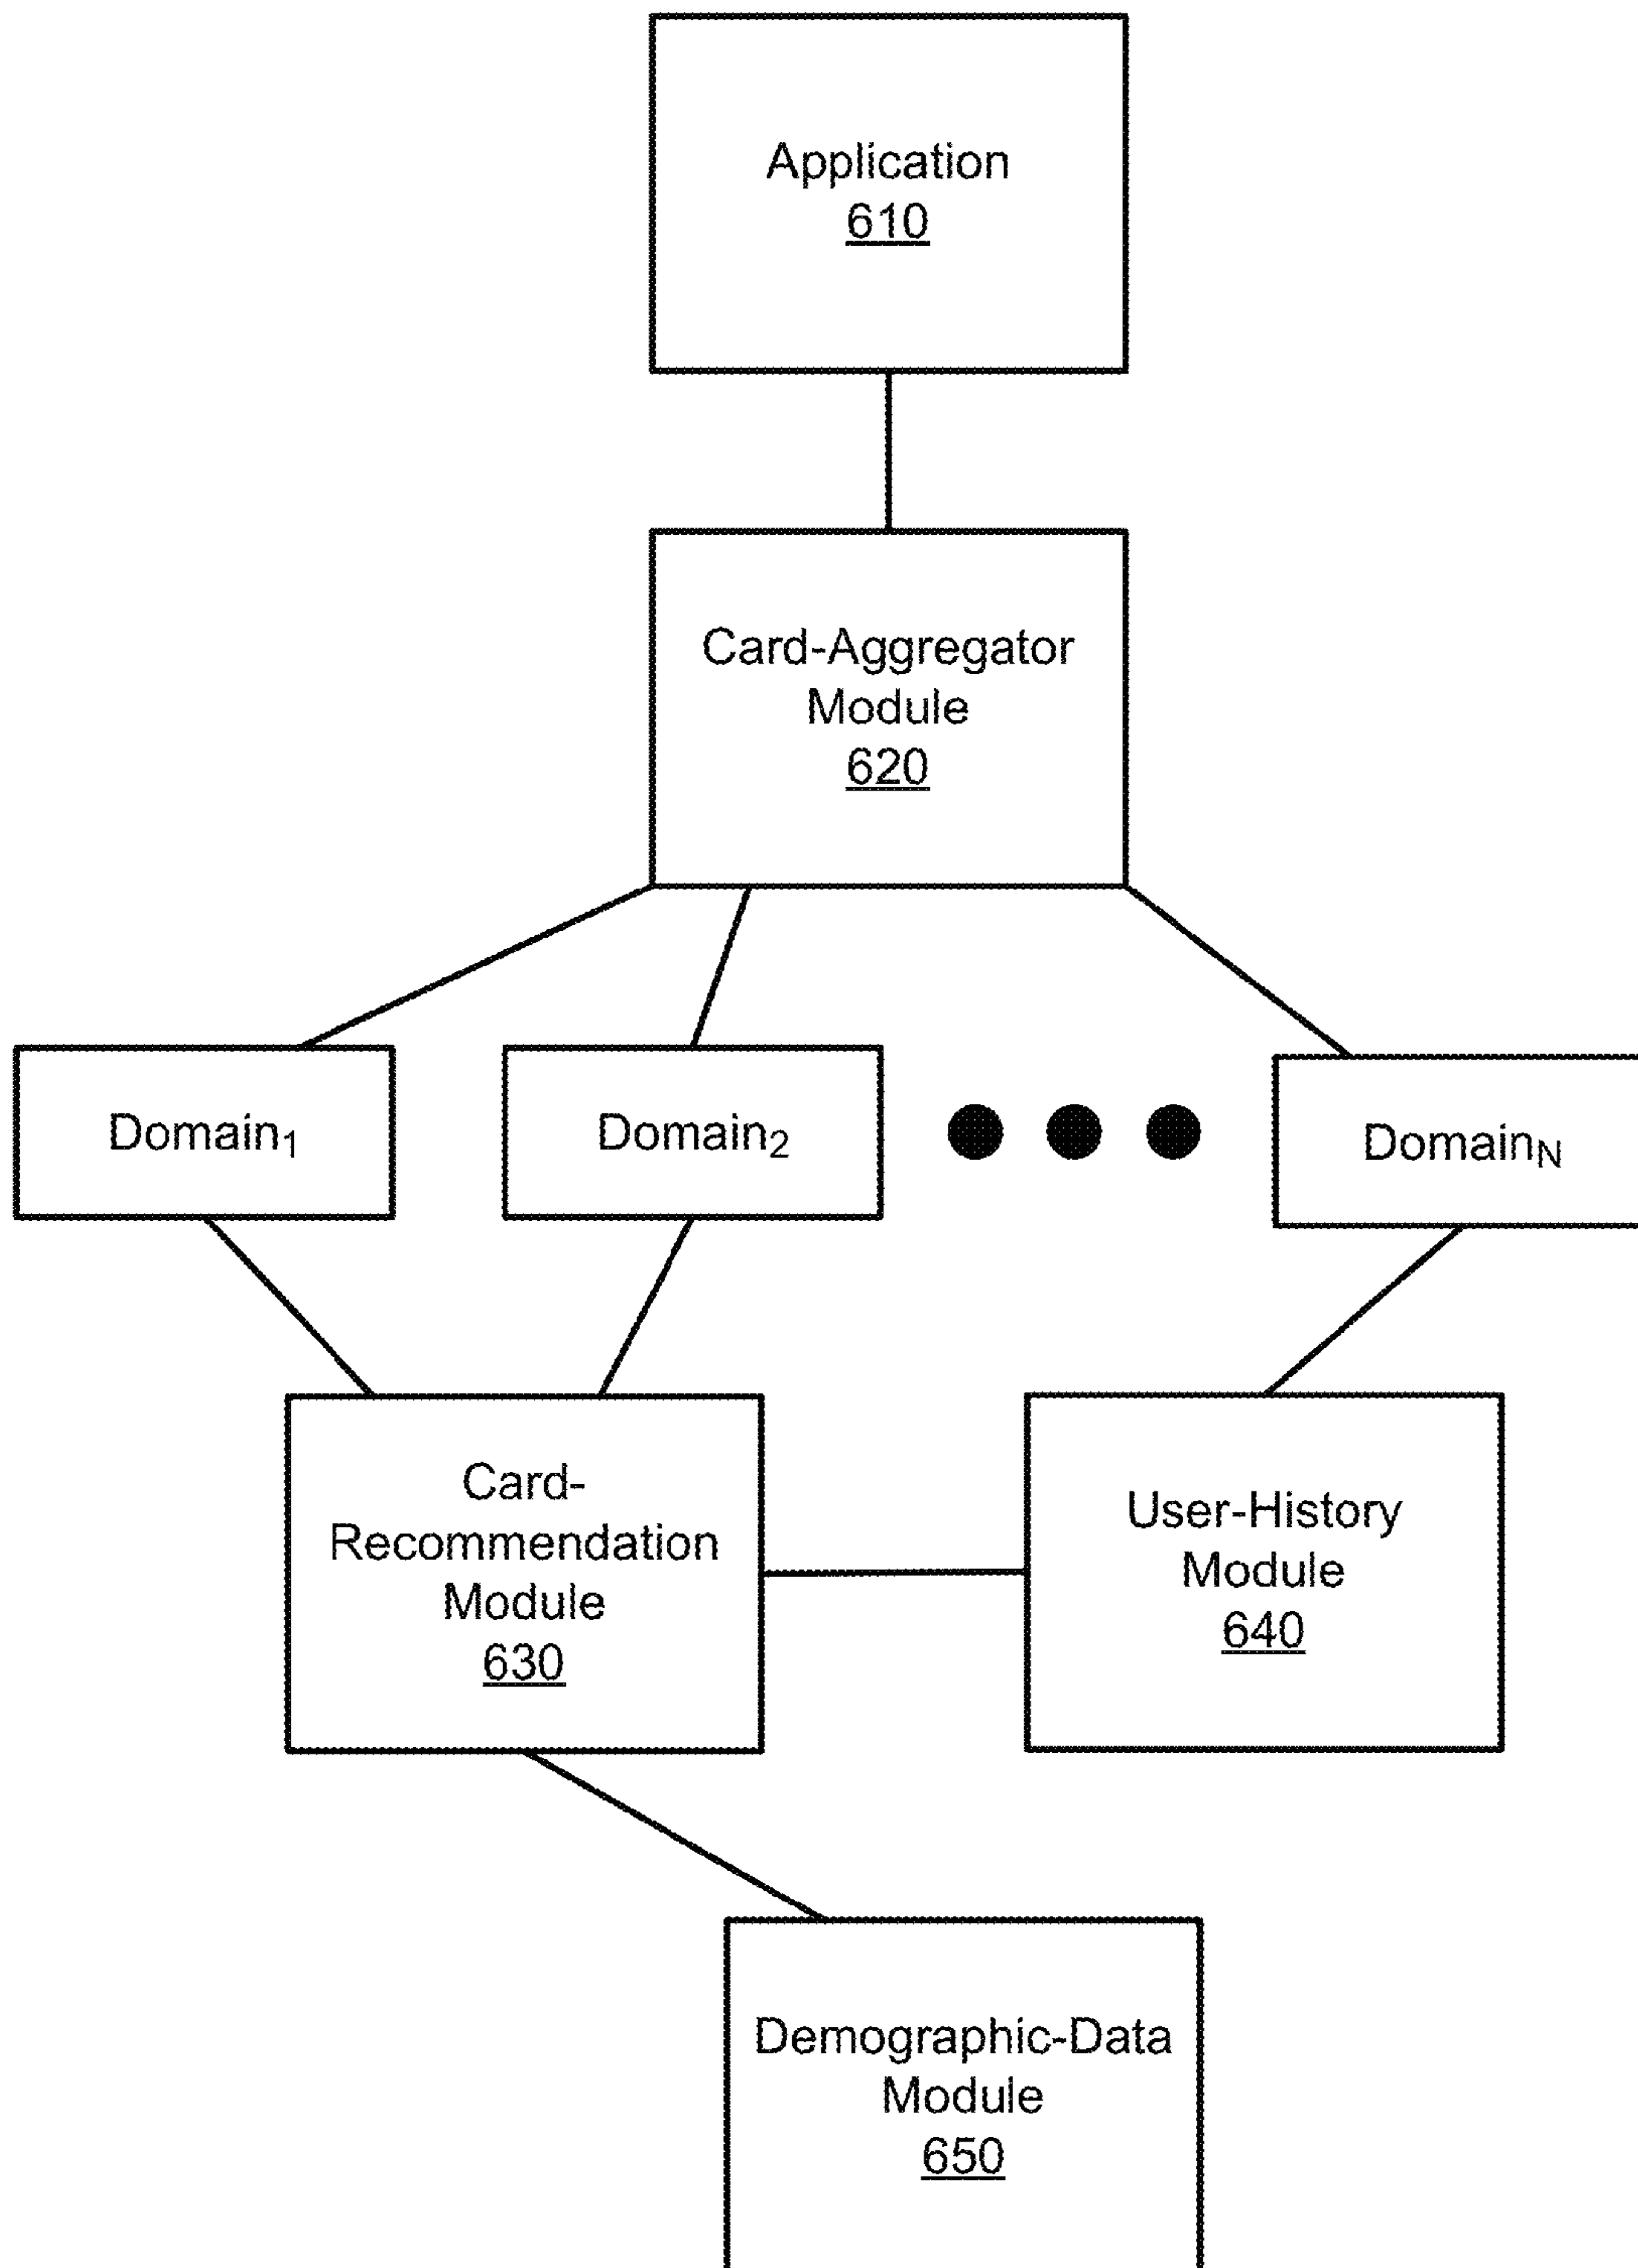 Application
610
Card-Aggregator
Module
620
Domain₁
Domain₂
Domain_N
Card-
Recommendation
Module
630
User-History
Module
640
Demographic-Data
Module
650